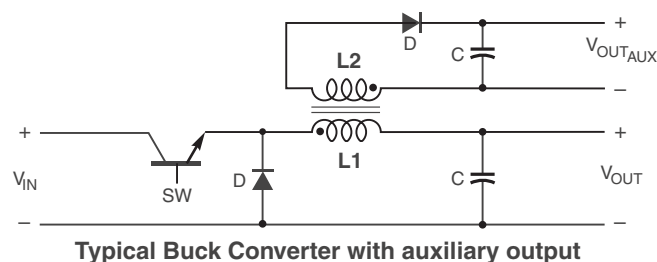 +
D
C
V_OUT_AUX
L2
–
+
+
L1
V_IN
SW
D
C
V_OUT
–
–
Typical Buck Converter with auxiliary output